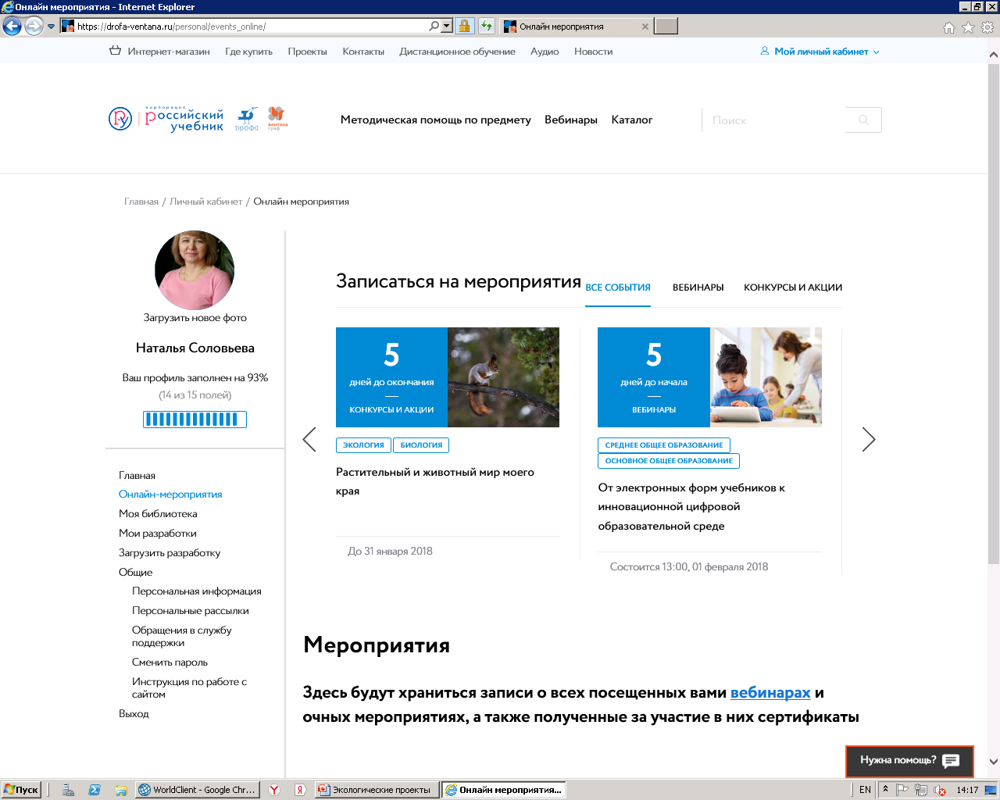 Онлайн мероприятия - Internet Explorer
https://drofa-ventana.ru/personal/events_online/
Онлайн мероприятия
Интернет-магазин Где купить Проекты Контакты Дистанционное обучение Аудио Новости
Мой личный кабинет
корпорация
российский
учебник
дрофа
вентана
граф
Методическая помощь по предмету Вебинары Каталог
Поиск
Главная / Личный кабинет / Онлайн мероприятия
Загрузить новое фото
Наталья Соловьева
Ваш профиль заполнен на 93%
(14 из 15 полей)
Главная
Онлайн-мероприятия
Моя библиотека
Мои разработки
Загрузить разработку
Общие
Персональная информация
Персональные рассылки
Обращения в службу
поддержки
Сменить пароль
Инструкция по работе с
сайтом
Выход
Записаться на мероприятия
ВСЕ СОБЫТИЯ ВЕБИНАРЫ КОНКУРСЫ И АКЦИИ
5
дней до окончания
КОНКУРСЫ И АКЦИИ
ЭКОЛОГИЯ БИОЛОГИЯ
Растительный и животный мир моего
края
До 31 января 2018
5
дней до начала
ВЕБИНАРЫ
СРЕДНЕЕ ОБЩЕЕ ОБРАЗОВАНИЕ
ОСНОВНОЕ ОБЩЕЕ ОБРАЗОВАНИЕ
От электронных форм учебников к
инновационной цифровой
образовательной среде
Состоится 13:00, 01 февраля 2018
Мероприятия
Здесь будут храниться записи о всех посещенных вами вебинарах и
очных мероприятиях, а также полученные за участие в них сертификаты
Нужна помощь?
Пуск
WorldClient - Google Chr...
Экологические проекты
Онлайн мероприятия...
EN
14:17